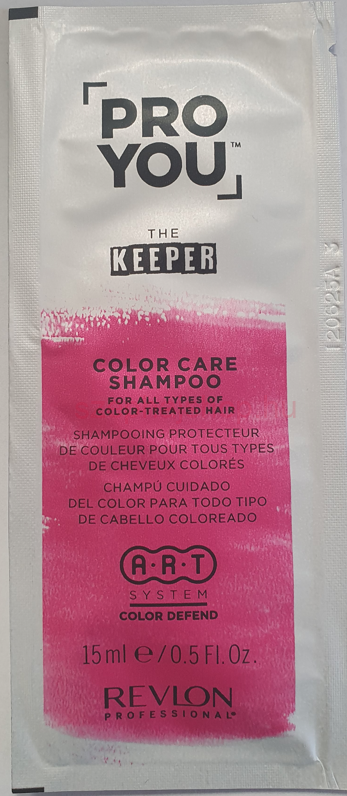 PRO
YOU™
THE
KEEPER
COLOR CARE
SHAMPOO
FOR ALL TYPES OF
COLOR-TREATED HAIR
SHAMPOOING PROTECTEUR
DE COULEUR POUR TOUS TYPES
DE CHEVEUX COLORÉS
CHAMPÚ CUIDADO
DEL COLOR PARA TODO TIPO
DE CABELLO COLOREADO
A·R·T
SYSTEM
COLOR DEFEND
15 ml ℮ / 0.5 Fl. Oz.
REVLON
PROFESSIONAL®